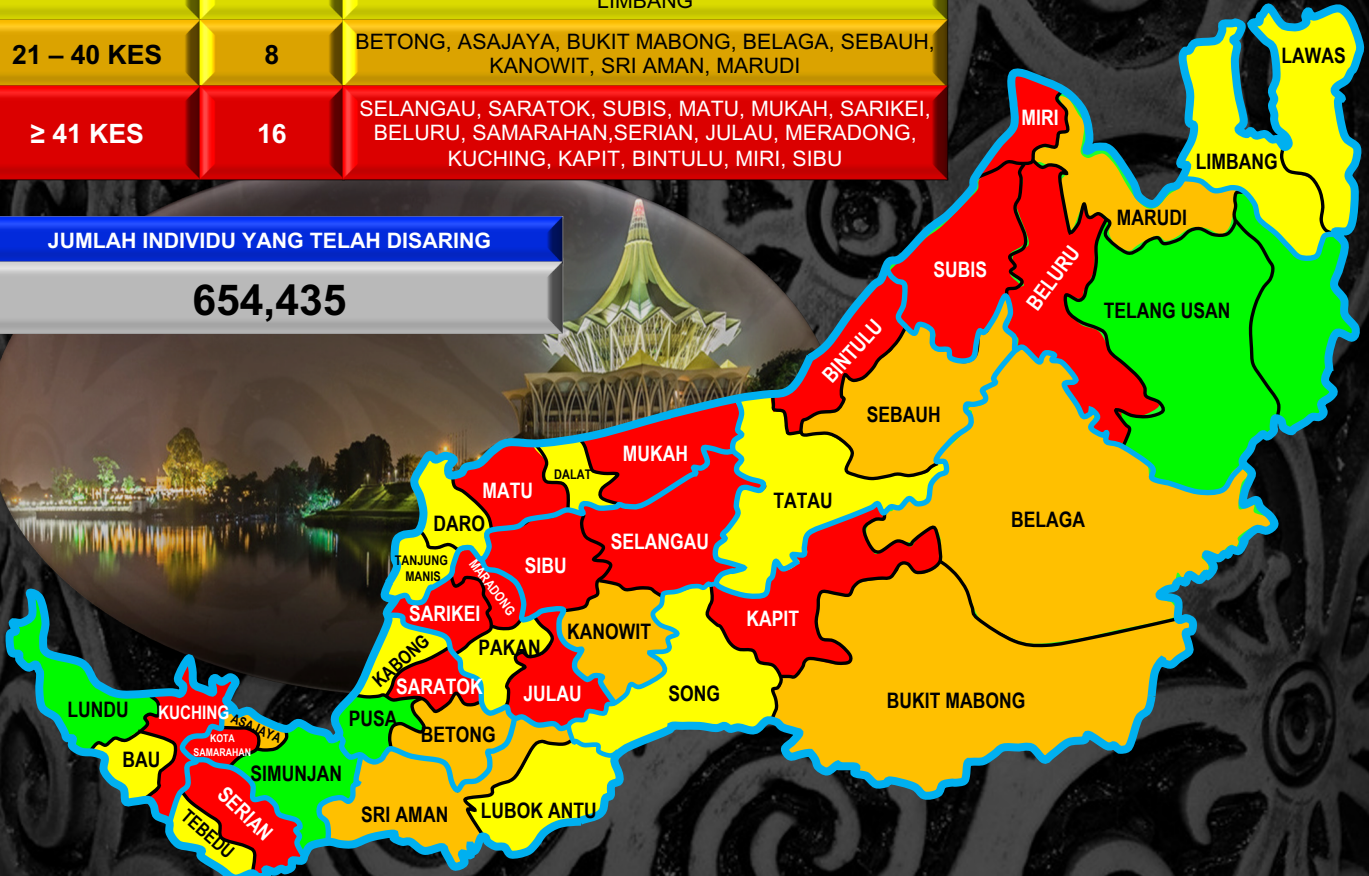 LIMBANG
21 – 40 KES
8
BETONG, ASAJAYA, BUKIT MABONG, BELAGA, SEBAUH,
KANOWIT, SRI AMAN, MARUDI
≥ 41 KES
16
SELANGAU, SARATOK, SUBIS, MATU, MUKAH, SARIKEI,
BELURU, SAMARAHAN,SERIAN, JULAU, MERADONG,
KUCHING, KAPIT, BINTULU, MIRI, SIBU
JUMLAH INDIVIDU YANG TELAH DISARING
654,435
LAWAS
MIRI
LIMBANG
MARUDI
SUBIS
BELURU
TELANG USAN
BINTULU
SEBAUH
MUKAH
DALAT
MATU
TATAU
DARO
BELAGA
SELANGAU
TANJUNG
MANIS
SIBU
MARADONG
SARIKEI
KAPIT
KANOWIT
PAKAN
KABONG
SARATOK
JULAU
SONG
BUKIT MABONG
LUNDU
KUCHING
PUSA
ASAJAYA
BETONG
KOTA
SAMARAHAN
BAU
SIMUNJAN
SERIAN
SRI AMAN
LUBOK ANTU
TEBEDU